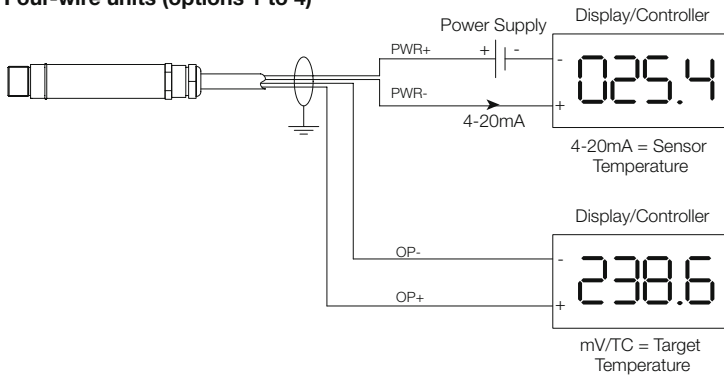 Four-wire units (options 1 to 4)
Power Supply
Display/Controller
PWR+
+
-
-
025.4
PWR-
+
4-20mA
4-20mA = Sensor
Temperature
Display/Controller
OP-
-
238.6
OP+
+
mV/TC = Target
Temperature